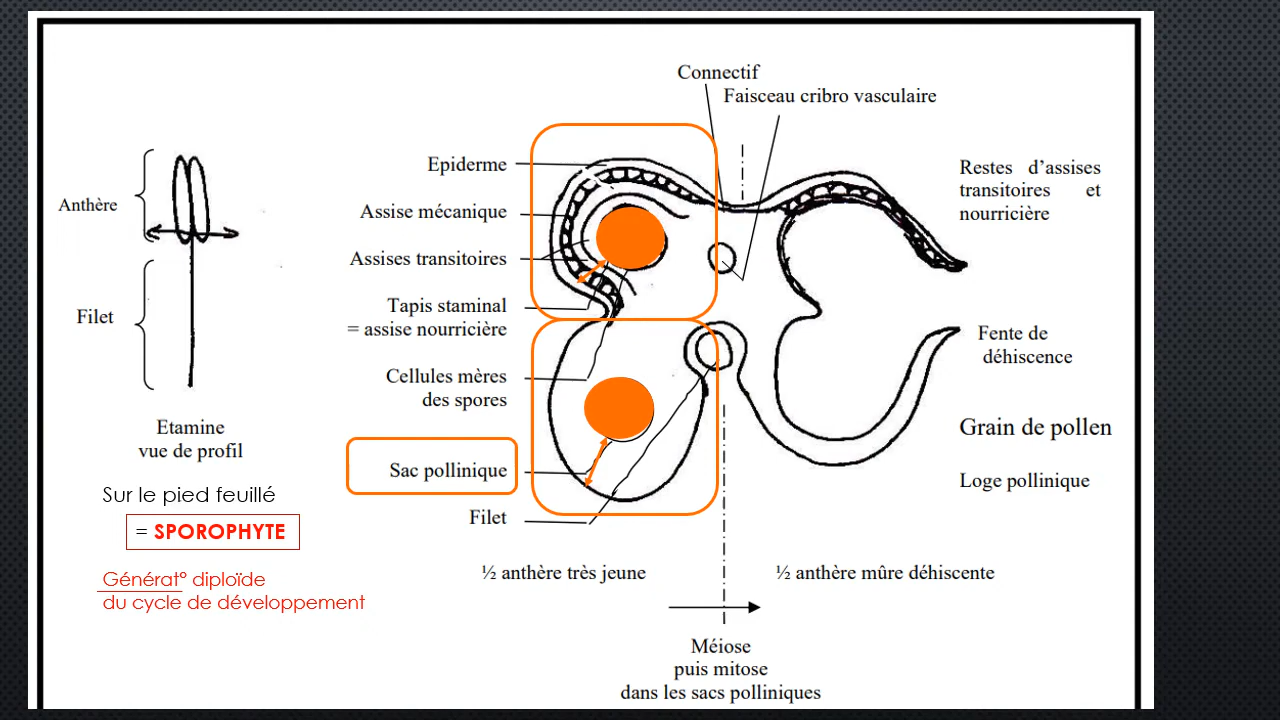 Connectif
Faisceau cribro vasculaire
Epiderme
Assise mécanique
Assises transitoires
Tapis staminal
= assise nourricière
Cellules mères
des spores
Sac pollinique
Filet
Anthère
Filet
Etamine
vue de profil
Sur le pied feuillé
= SPOROPHYTE
Générat° diploïde
du cycle de développement
Restes d’assises
transitoires et
nourricière
Fente de
déhiscence
Grain de pollen
Loge pollinique
½ anthère très jeune
½ anthère mûre déhiscente
Méiose
puis mitose
dans les sacs polliniques